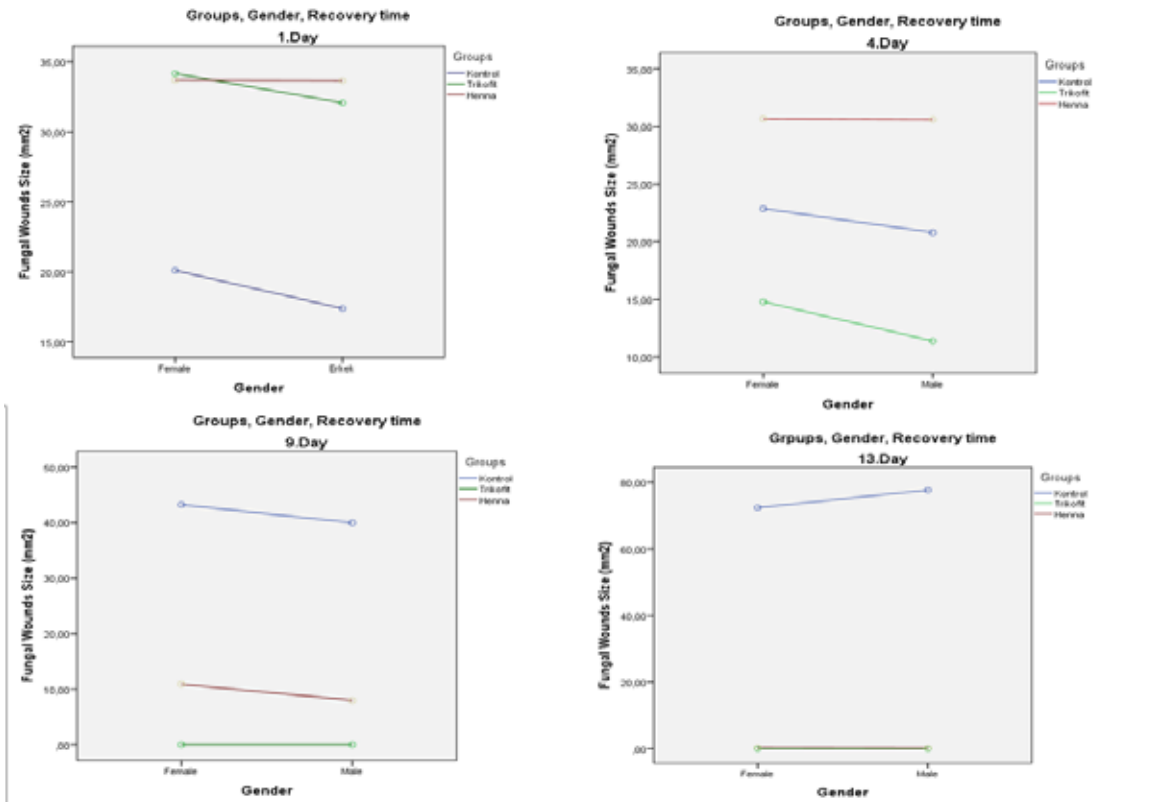 Groups, Gender, Recovery time
1.Day
Groups
Kontrol
Trikofit
Henna
35,00
30,00
25,00
20,00
15,00
Fungal Wounds Size (mm2)
Female
Erkek
Gender
Groups, Gender, Recovery time
4.Day
Groups
Kontrol
Trikofit
Henna
35,00
30,00
25,00
20,00
15,00
10,00
Fungal Wounds Size (mm2)
Female
Male
Gender
Groups, Gender, Recovery time
9.Day
Groups
Kontrol
Trikofit
Henna
50,00
40,00
30,00
20,00
10,00
,00
Fungal Wounds Size (mm2)
Female
Male
Gender
Grpups, Gender, Recovery time
13.Day
Groups
Kontrol
Trikofit
Henna
80,00
60,00
40,00
20,00
,00
Fungal Wounds Size (mm2)
Female
Male
Gender